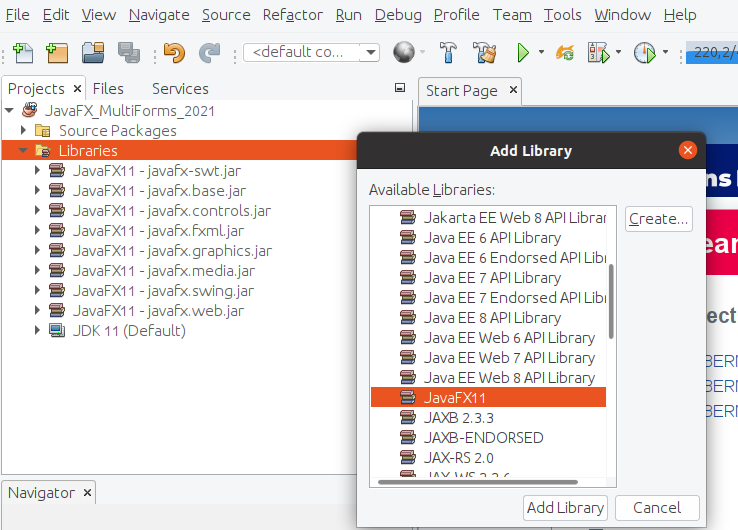 File Edit View Navigate Source Refactor Run Debug Profile Team Tools Window Help
<default co...
220,2/
Projects Files Services
Start Page
JavaFX_MultiForms_2021
Source Packages
Libraries
JavaFX11 - javafx-swt.jar
JavaFX11 - javafx.base.jar
JavaFX11 - javafx.controls.jar
JavaFX11 - javafx.fxml.jar
JavaFX11 - javafx.graphics.jar
JavaFX11 - javafx.media.jar
JavaFX11 - javafx.swing.jar
JavaFX11 - javafx.web.jar
JDK 11 (Default)
Navigator
Add Library
Available Libraries:
Jakarta EE Web 8 API Librar
Java EE 6 API Library
Java EE 6 Endorsed API Libr
Java EE 7 API Library
Java EE 7 Endorsed API Libr
Java EE 8 API Library
Java EE Web 6 API Library
Java EE Web 7 API Library
Java EE Web 8 API Library
JavaFX11
JAXB 2.3.3
JAXB-ENDORSED
JAX-RS 2.0
Create...
Add Library Cancel
ns
ear
ect
BERN
BERN
BERN